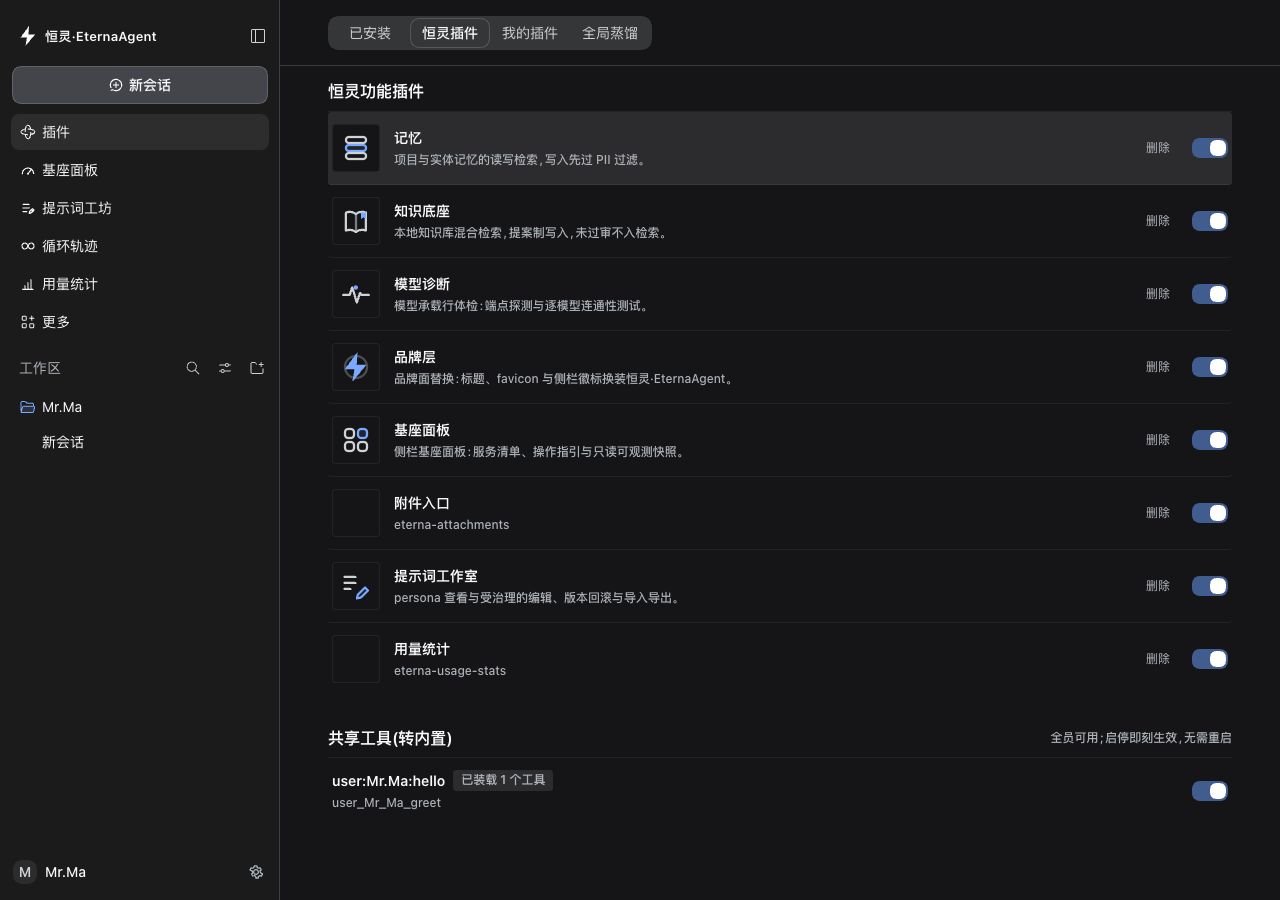 恒灵·EternaAgent
新会话
插件
基座面板
提示词工坊
循环轨迹
用量统计
更多
工作区
Mr.Ma
新会话
M Mr.Ma
已安装 恒灵插件 我的插件 全局蒸馏
恒灵功能插件
记忆
项目与实体记忆的读写检索,写入先过 PII 过滤。
删除
知识底座
本地知识库混合检索,提案制写入,未过审不入检索。
删除
模型诊断
模型承载行体检:端点探测与逐模型连通性测试。
删除
品牌层
品牌面替换:标题、favicon 与侧栏徽标换装恒灵·EternaAgent。
删除
基座面板
侧栏基座面板:服务清单、操作指引与只读可观测快照。
删除
附件入口
eterna-attachments
删除
提示词工作室
persona 查看与受治理的编辑、版本回滚与导入导出。
删除
用量统计
eterna-usage-stats
删除
共享工具(转内置)
全员可用;启停即刻生效,无需重启
user:Mr.Ma:hello 已装载 1 个工具
user_Mr_Ma_greet